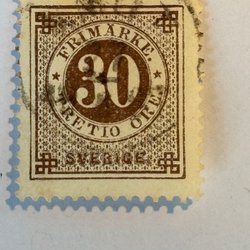 FRIMÄRKE.
30
TRETIO ÖRE.
SVERIGE.